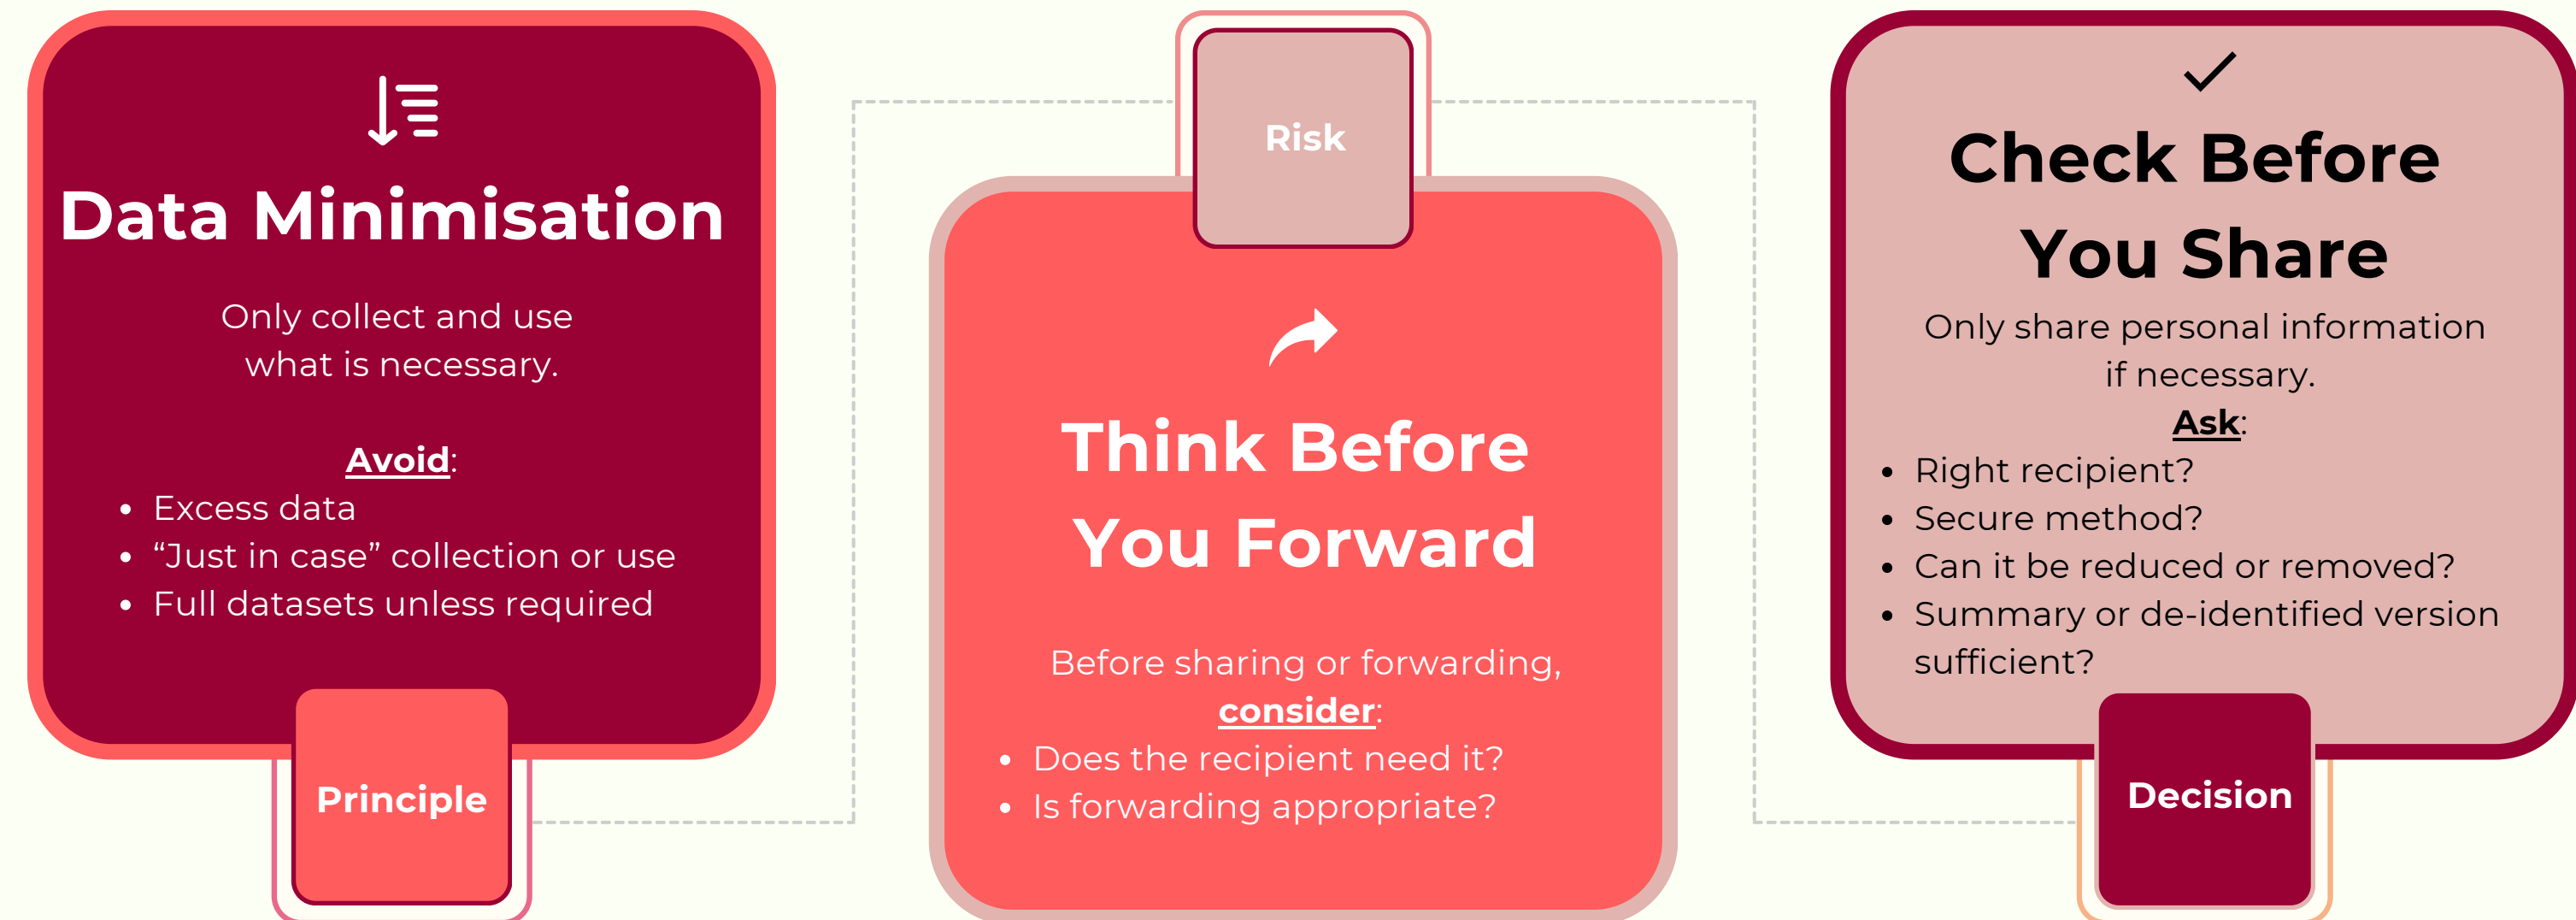 Data Minimisation
Only collect and use
what is necessary.
Avoid:
• Excess data
• “Just in case” collection or use
• Full datasets unless required
Principle
Risk
Think Before
You Forward
Before sharing or forwarding,
consider:
• Does the recipient need it?
• Is forwarding appropriate?
Check Before
You Share
Only share personal information
if necessary.
Ask:
• Right recipient?
• Secure method?
• Can it be reduced or removed?
• Summary or de-identified version
sufficient?
Decision